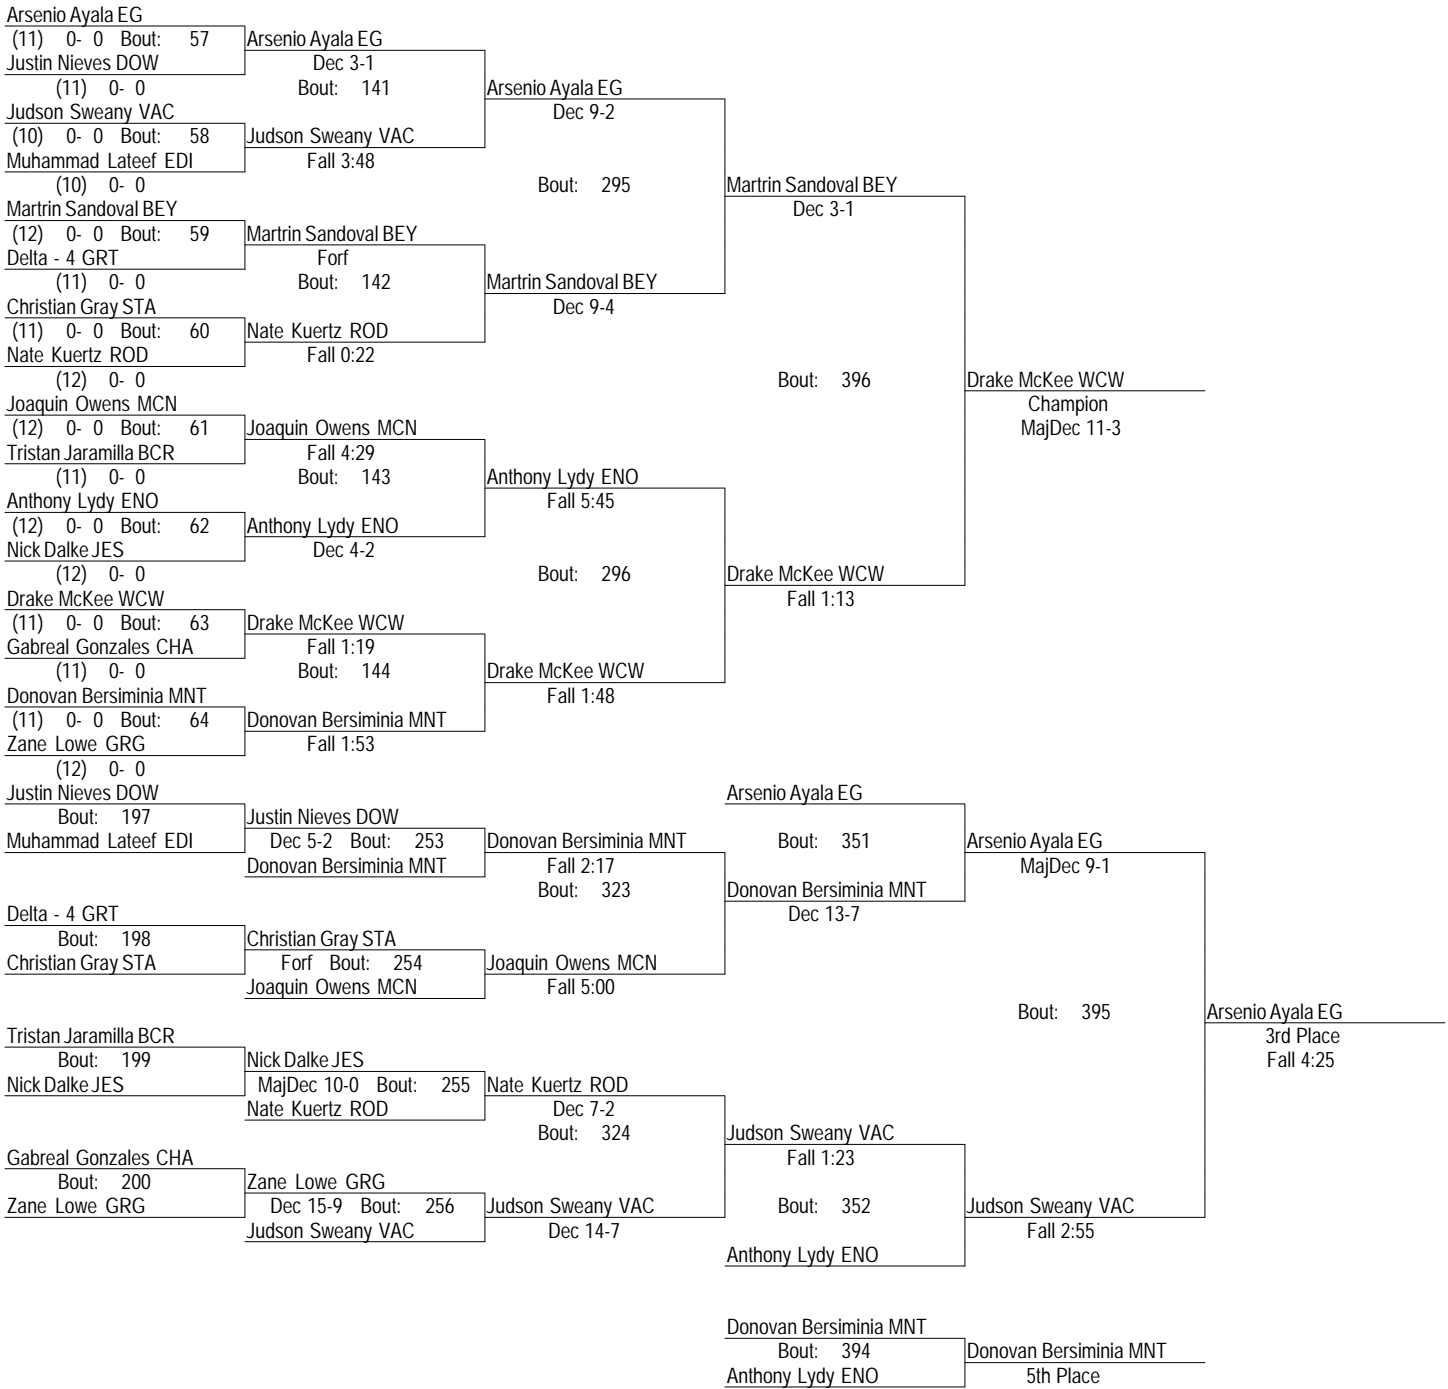 Arsenio Ayala EG
(11) 0- 0 Bout: 57 Arsenio Ayala EG
Justin Nieves DOW Dec 3-1
(11) 0- 0 Bout: 141 Arsenio Ayala EG
Judson Sweany VAC Dec 9-2
(10) 0- 0 Bout: 58 Judson Sweany VAC
Muhammad Lateef EDI Fall 3:48
(10) 0- 0 Bout: 295 Martrin Sandoval BEY
Martrin Sandoval BEY Dec 3-1
(12) 0- 0 Bout: 59 Martrin Sandoval BEY
Delta - 4 GRT Forf
(11) 0- 0 Bout: 142 Martrin Sandoval BEY
Christian Gray STA Dec 9-4
(11) 0- 0 Bout: 60 Nate Kuertz ROD
Nate Kuertz ROD Fall 0:22
(12) 0- 0 Bout: 396 Drake McKee WCW
Joaquin Owens MCN Champion
(12) 0- 0 Bout: 61 Joaquin Owens MCN MajDec 11-3
Tristan Jaramilla BCR Fall 4:29
(11) 0- 0 Bout: 143 Anthony Lydy ENO
Anthony Lydy ENO Fall 5:45
(12) 0- 0 Bout: 62 Anthony Lydy ENO
Nick Dalke JES Dec 4-2
(12) 0- 0 Bout: 296 Drake McKee WCW
Drake McKee WCW Fall 1:13
(11) 0- 0 Bout: 63 Drake McKee WCW
Gabreal Gonzales CHA Fall 1:19
(11) 0- 0 Bout: 144 Drake McKee WCW
Donovan Bersiminia MNT Fall 1:48
(11) 0- 0 Bout: 64 Donovan Bersiminia MNT
Zane Lowe GRG Fall 1:53
(12) 0- 0
Justin Nieves DOW Arsenio Ayala EG
Bout: 197 Justin Nieves DOW
Muhammad Lateef EDI Dec 5-2 Bout: 253 Donovan Bersiminia MNT Bout: 351 Arsenio Ayala EG
Donovan Bersiminia MNT Fall 2:17 MajDec 9-1
Bout: 323 Donovan Bersiminia MNT
Delta - 4 GRT Dec 13-7
Bout: 198 Christian Gray STA
Christian Gray STA Forf Bout: 254 Joaquin Owens MCN
Joaquin Owens MCN Fall 5:00
Bout: 395 Arsenio Ayala EG
Tristan Jaramilla BCR 3rd Place
Bout: 199 Nick Dalke JES Fall 4:25
Nick Dalke JES MajDec 10-0 Bout: 255 Nate Kuertz ROD
Nate Kuertz ROD Dec 7-2
Bout: 324 Judson Sweany VAC
Gabreal Gonzales CHA Fall 1:23
Bout: 200 Zane Lowe GRG
Zane Lowe GRG Dec 15-9 Bout: 256 Judson Sweany VAC Bout: 352 Judson Sweany VAC
Judson Sweany VAC Dec 14-7 Fall 2:55
Anthony Lydy ENO
Donovan Bersiminia MNT
Bout: 394 Donovan Bersiminia MNT
Anthony Lydy ENO 5th Place